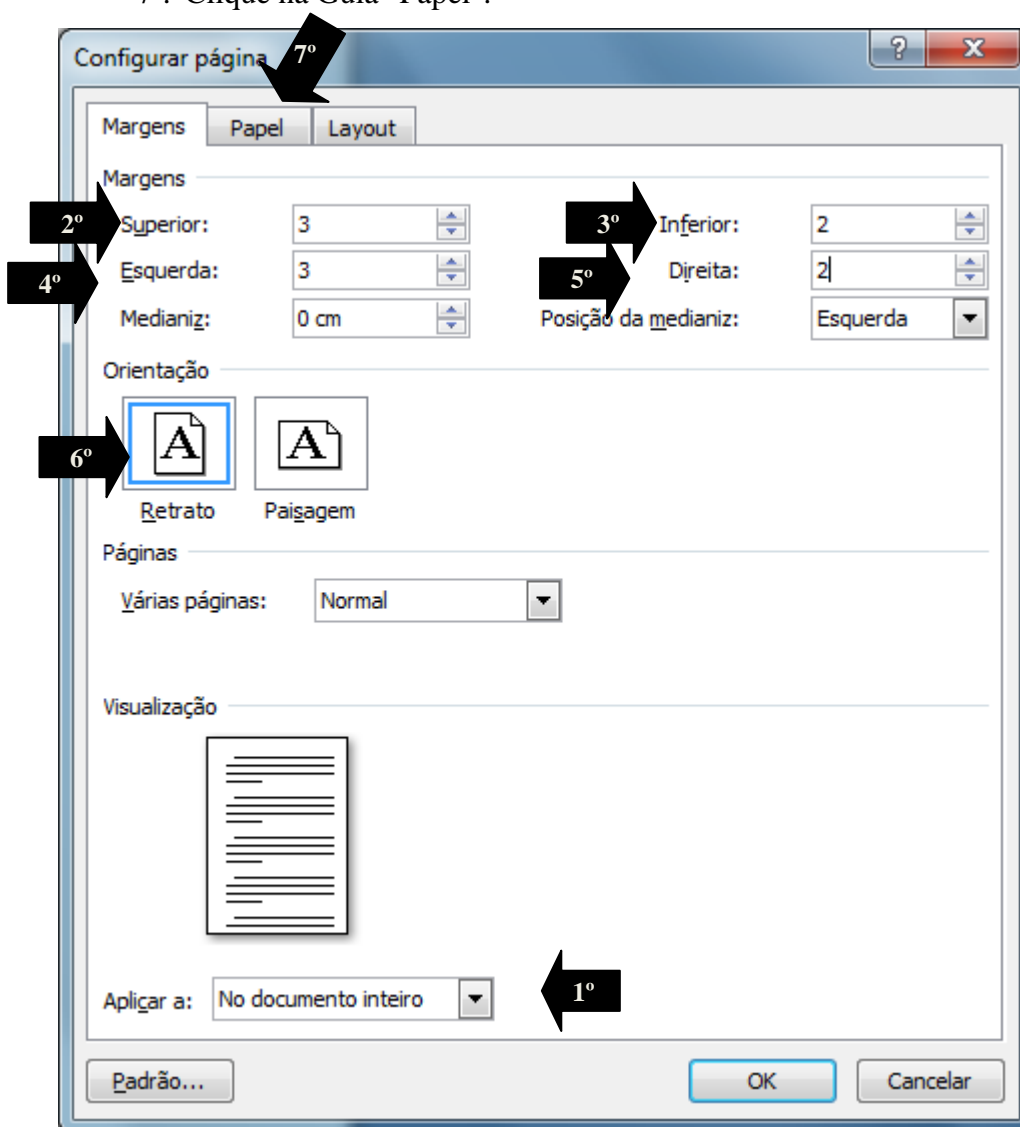 7º. Clique na Guia "Papel".
Configurar página 7º
Margens Papel Layout
Margens
2º Superior: 3 3º Inferior: 2
4º Esquerda: 3 5º Direita: 2
Medianiz: 0 cm Posição da medianiz: Esquerda
Orientação
6º A A
Retrato Paisagem
Páginas
Várias páginas: Normal
Visualização
Aplicar a: No documento inteiro 1º
Padrão... OK Cancelar